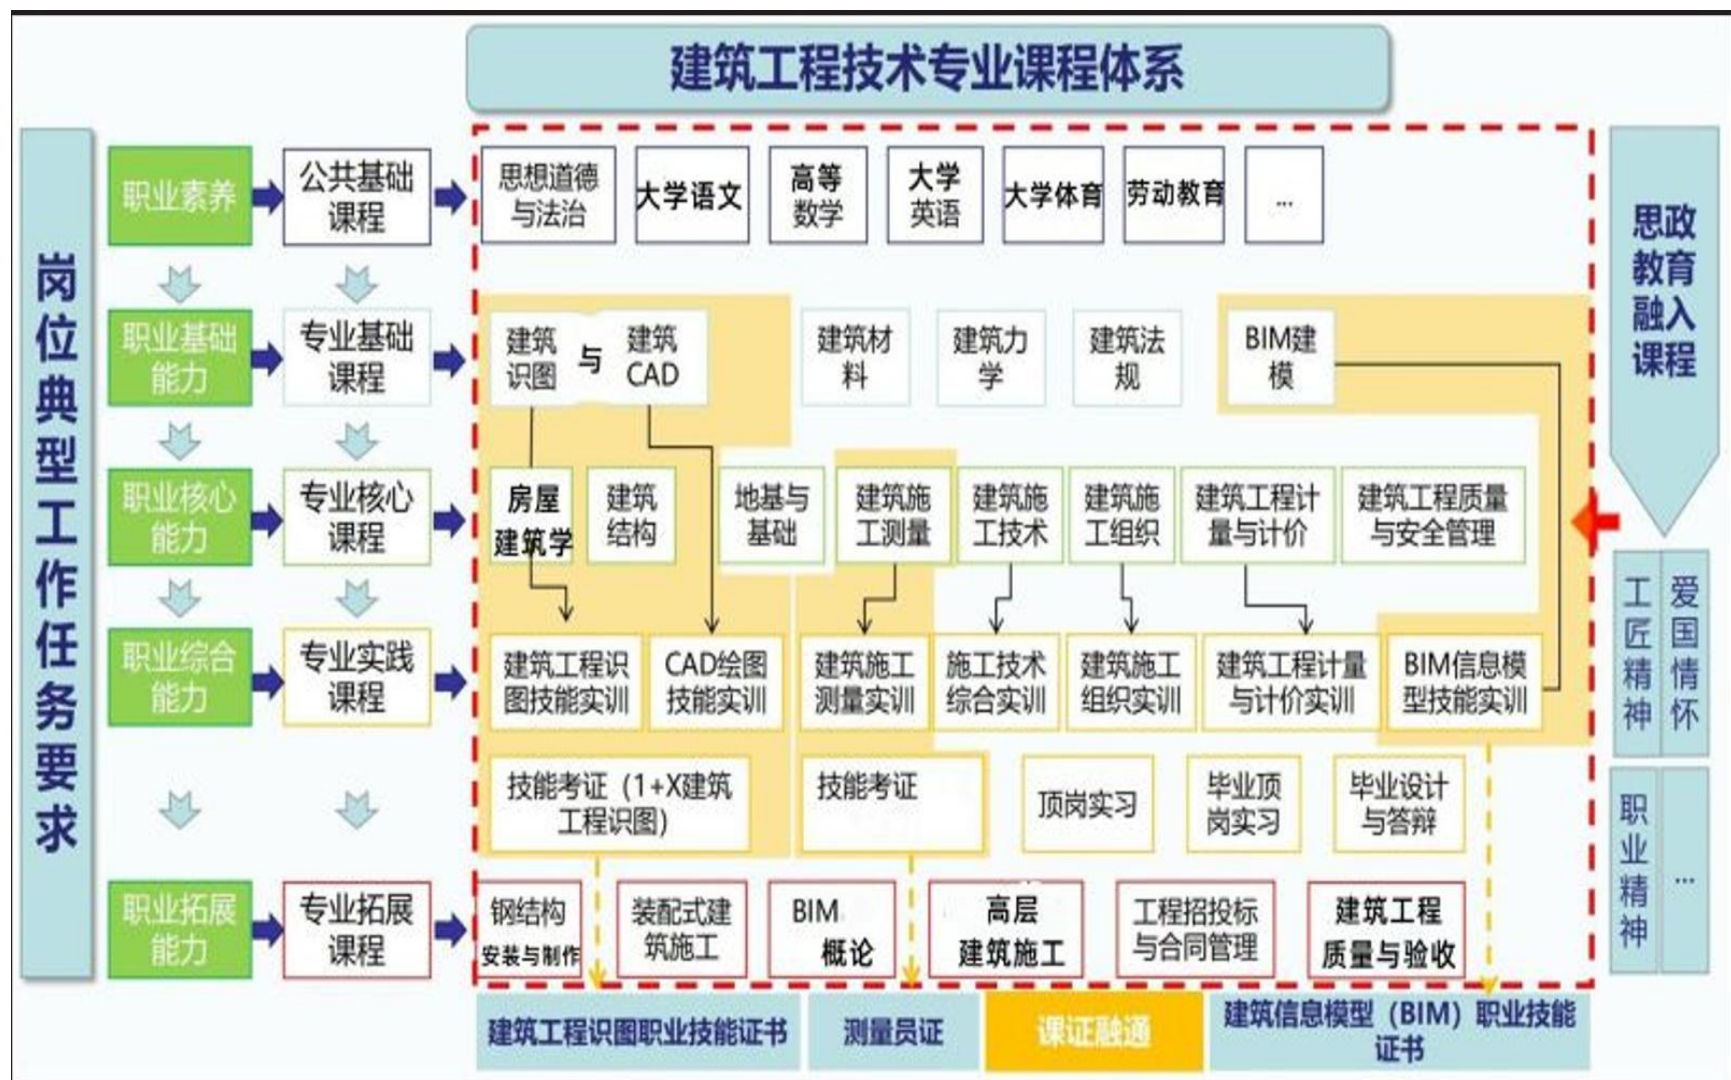 建筑工程技术专业课程体系
岗位典型工作任务要求
职业素养
公共基础
课程
思想道德
与法治
大学语文
高等
数学
大学
英语
大学体育
劳动教育
...
职业基础
能力
专业基础
课程
建筑
识图
与
建筑
CAD
建筑材
料
建筑力
学
建筑法
规
BIM建
模
职业核心
能力
专业核心
课程
房屋
建筑学
建筑
结构
地基与
基础
建筑施
工测量
建筑施
工技术
建筑施
工组织
建筑工程计
量与计价
建筑工程质量
与安全管理
职业综合
能力
专业实践
课程
建筑工程识
图技能实训
CAD绘图
技能实训
建筑施工
测量实训
施工技术
综合实训
建筑施工
组织实训
建筑工程计量
与计价实训
BIM信息模
型技能实训
技能考证（1+X建筑
工程识图）
技能考证
顶岗实习
毕业顶
岗实习
毕业设计
与答辩
职业拓展
能力
专业拓展
课程
钢结构
安装与制作
装配式建
筑施工
BIM
概论
高层
建筑施工
工程招投标
与合同管理
建筑工程
质量与验收
建筑工程识图职业技能证书
测量员证
课证融通
建筑信息模型（BIM）职业技能
证书
思政
教育
融入
课程
工匠精神
爱国情怀
职业精神
...